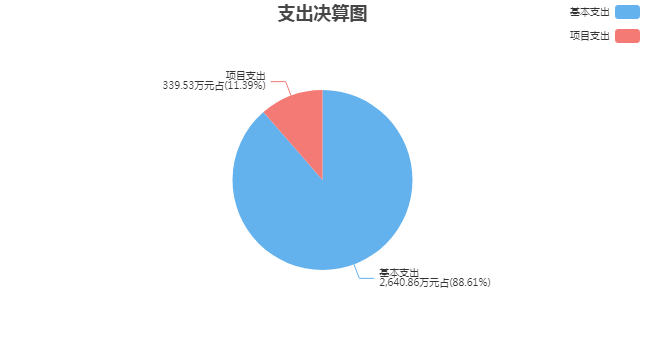 支出决算图
基本支出
项目支出
项目支出
339.53万元占(11.39%)
基本支出
2,640.86万元占(88.61%)